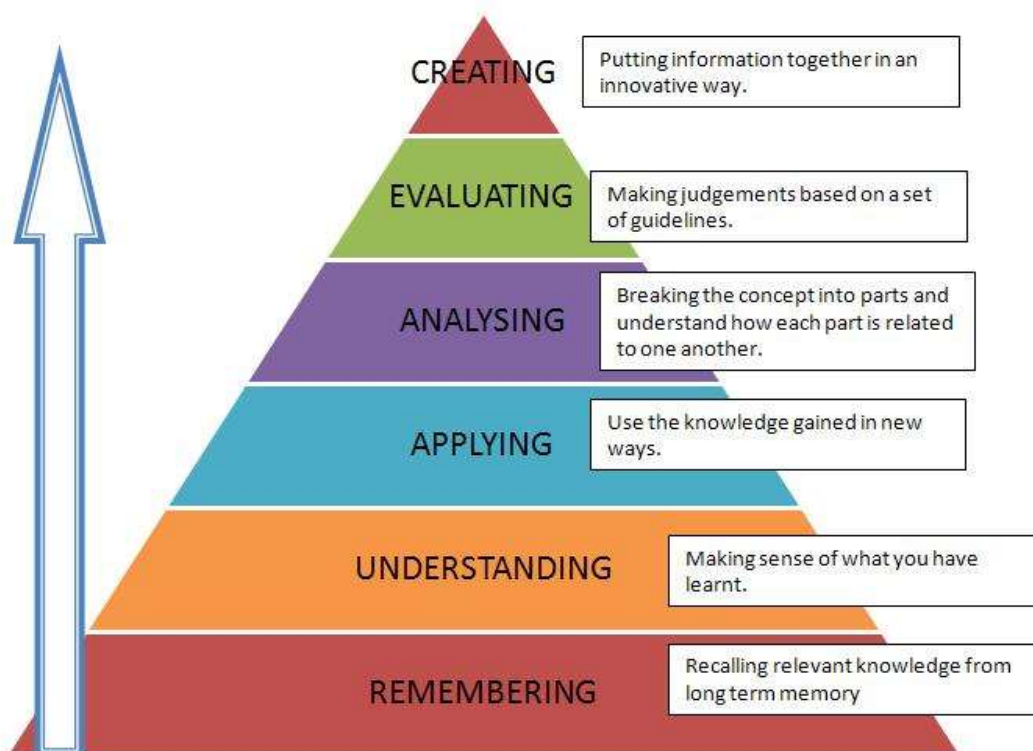 CREATING
Putting information together in an
innovative way.
EVALUATING
Making judgements based on a set
of guidelines.
ANALYSING
Breaking the concept into parts and
understand how each part is related
to one another.
APPLYING
Use the knowledge gained in new
ways.
UNDERSTANDING
Making sense of what you have
learnt.
REMEMBERING
Recalling relevant knowledge from
long term memory